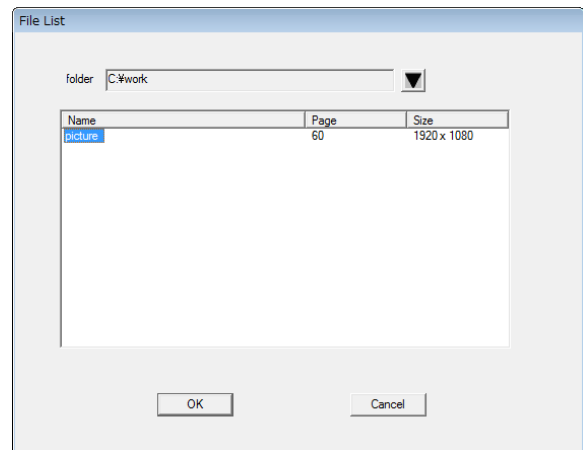 File List
folder C:¥work
Name Page Size
picture 60 1920 x 1080
OK Cancel